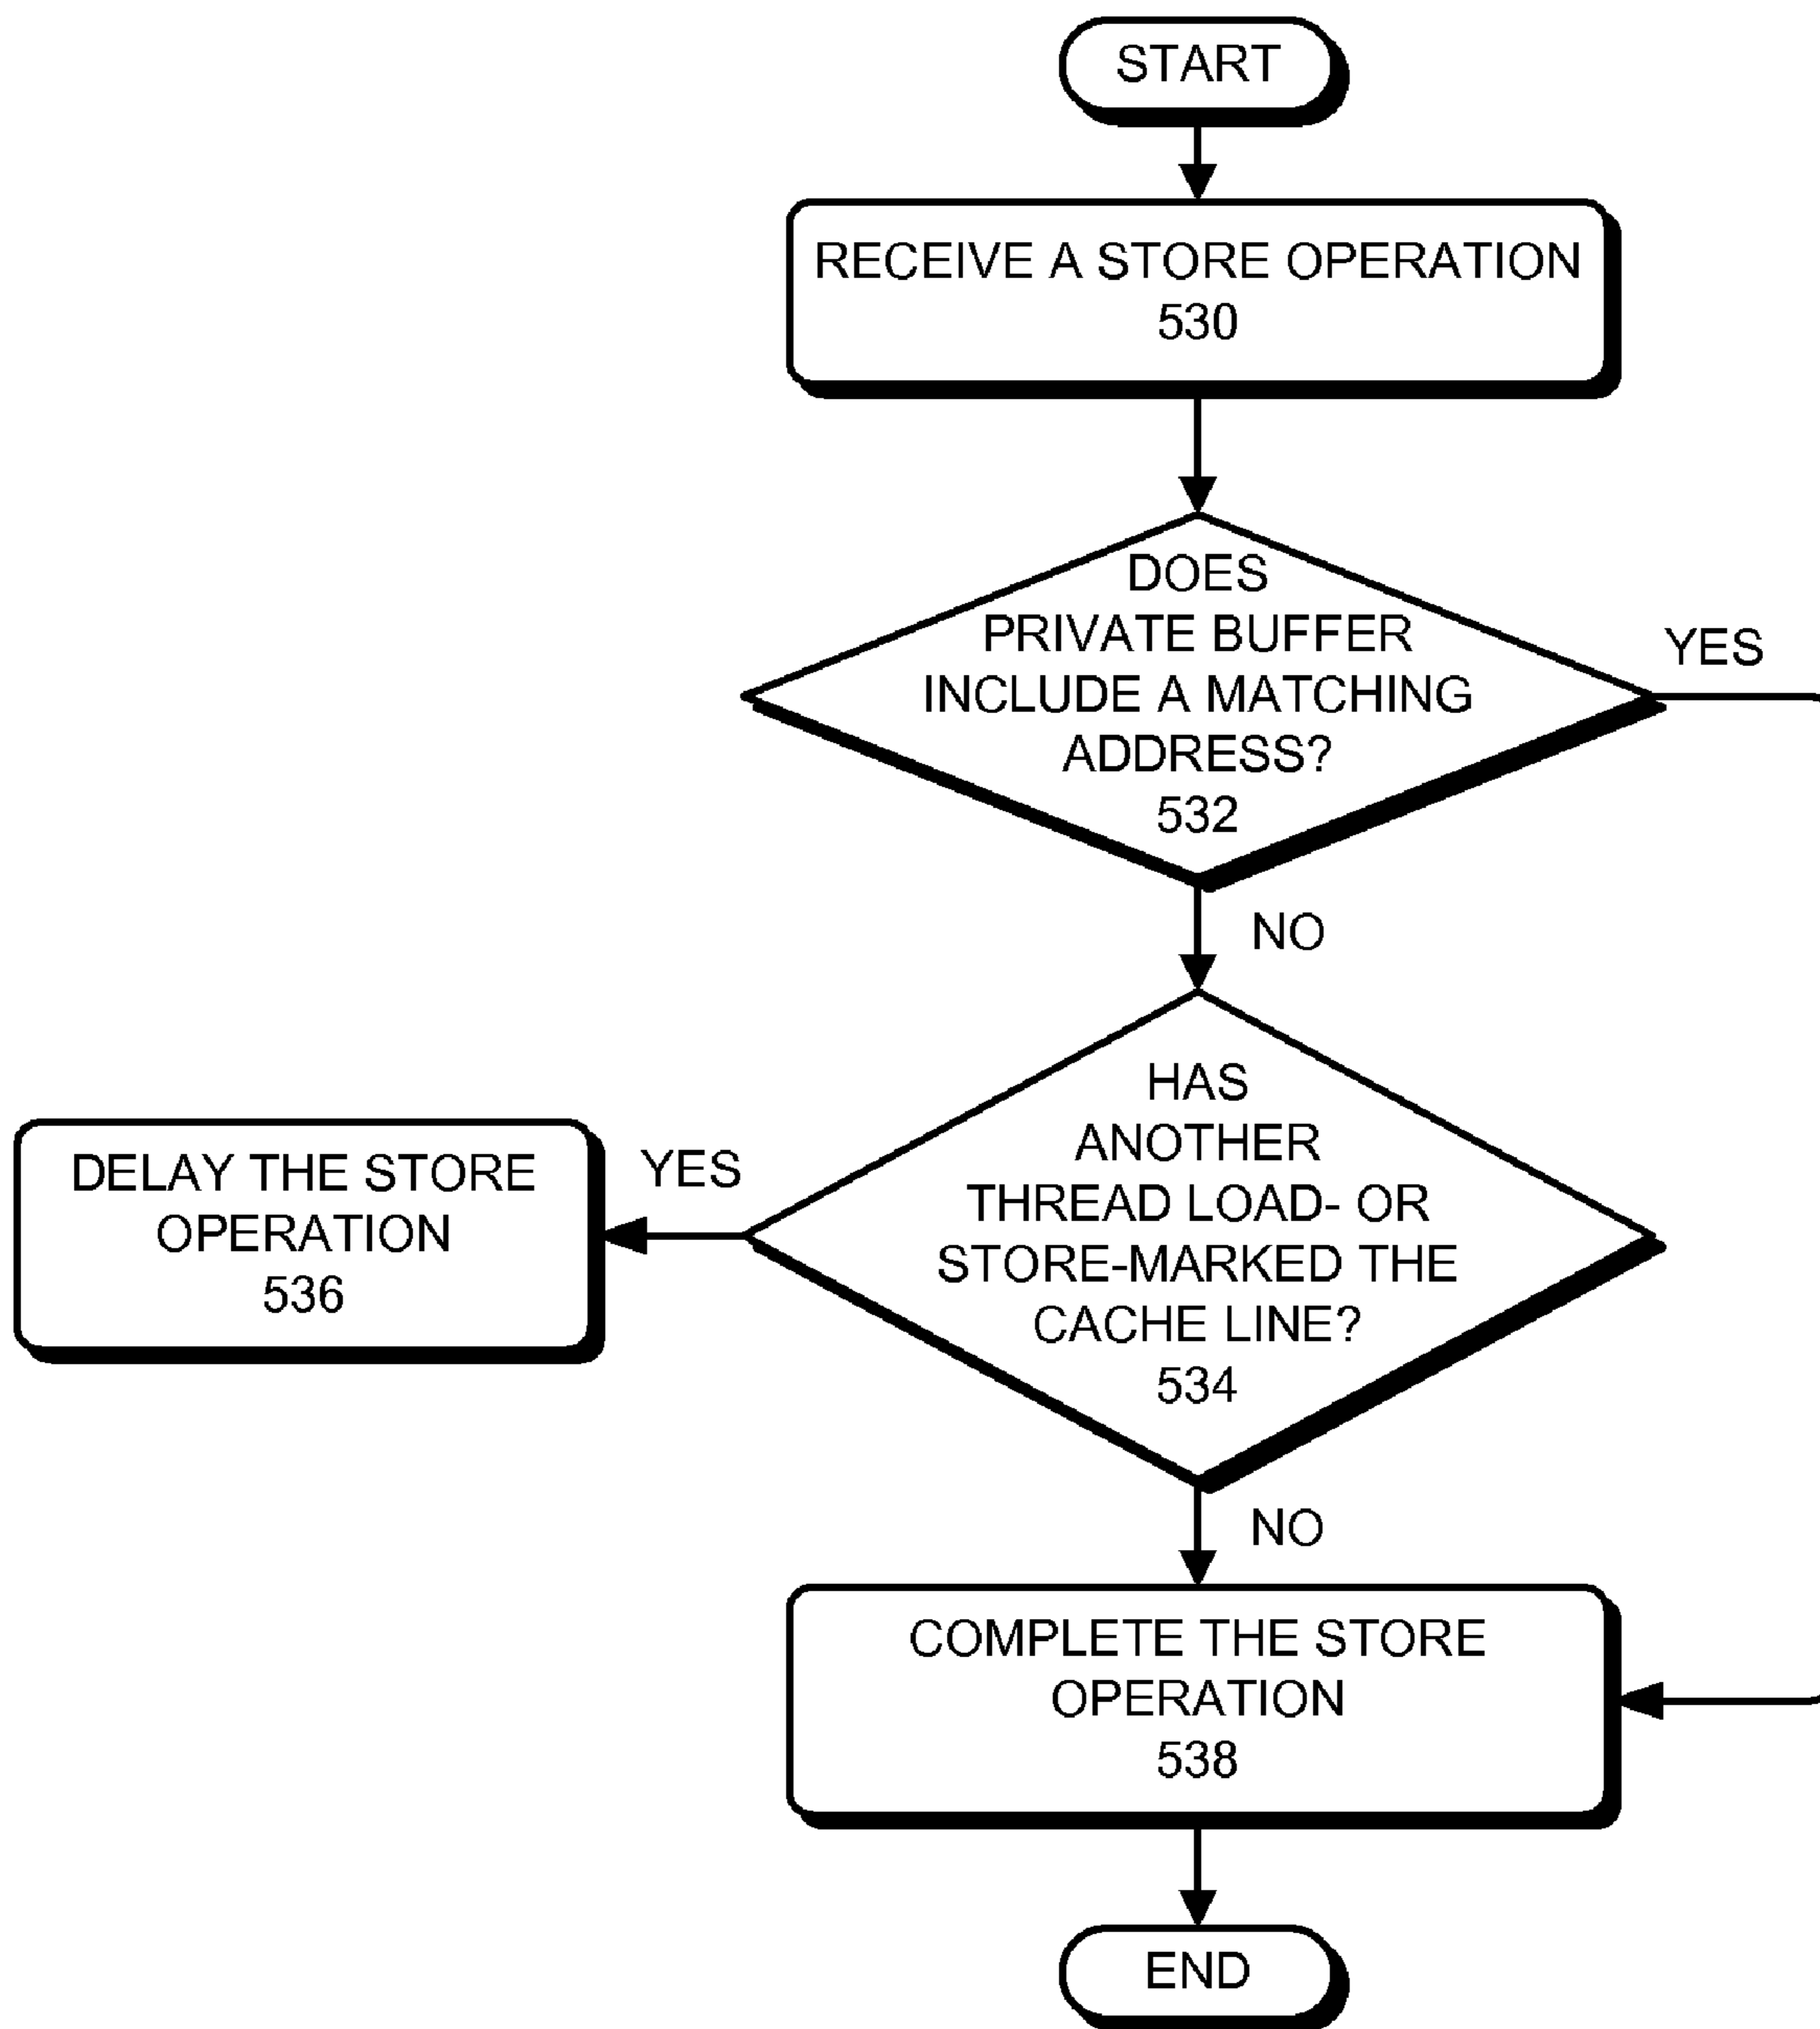 START
RECEIVE A STORE OPERATION
530
DOES
PRIVATE BUFFER
INCLUDE A MATCHING
ADDRESS?
532
YES
NO
HAS
ANOTHER
THREAD LOAD- OR
STORE-MARKED THE
CACHE LINE?
534
YES
DELAY THE STORE
OPERATION
536
NO
COMPLETE THE STORE
OPERATION
538
END